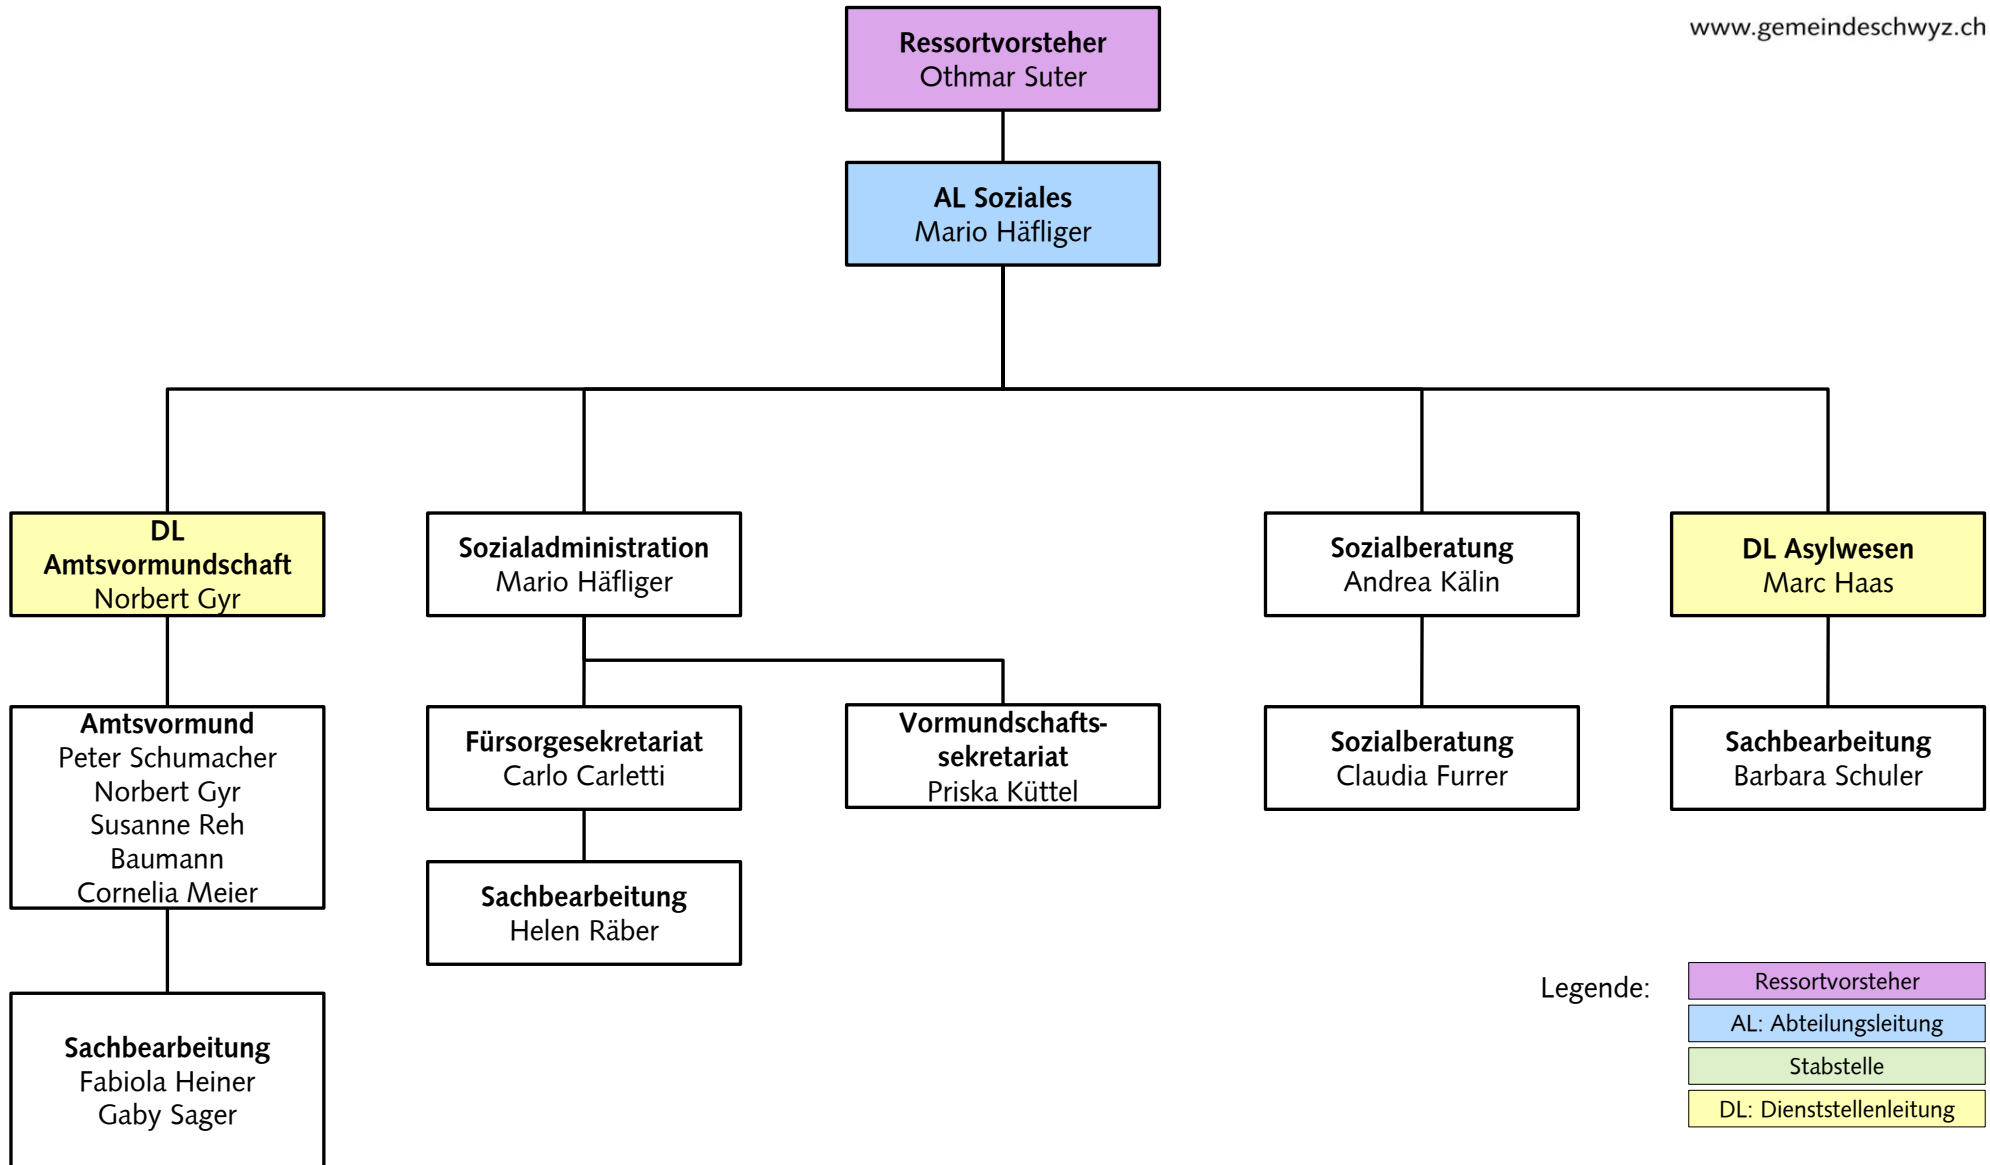 www.gemeindeschwyz.ch
Ressortvorsteher
Othmar Suter
AL Soziales
Mario Häfliger
DL
Amtsvormundschaft
Norbert Gyr
Sozialadministration
Mario Häfliger
Sozialberatung
Andrea Kälin
DL Asylwesen
Marc Haas
Amtsvormund
Peter Schumacher
Norbert Gyr
Susanne Reh
Baumann
Cornelia Meier
Fürsorgesekretariat
Carlo Carletti
Vormundschafts-
sekretariat
Priska Küttel
Sozialberatung
Claudia Furrer
Sachbearbeitung
Barbara Schuler
Sachbearbeitung
Helen Räber
Sachbearbeitung
Fabiola Heiner
Gaby Sager
Legende:
Ressortvorsteher
AL: Abteilungsleitung
Stabstelle
DL: Dienststellenleitung